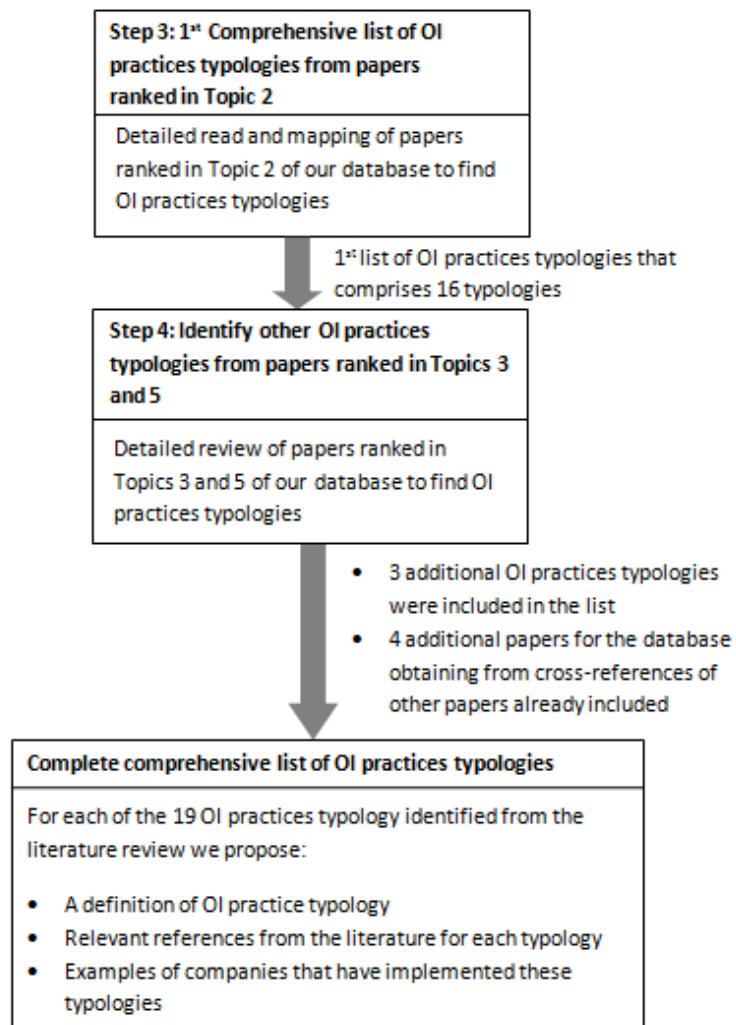 Step 3: 1st Comprehensive list of OI
practices typologies from papers
ranked in Topic 2
Detailed read and mapping of papers
ranked in Topic 2 of our database to find
OI practices typologies
1st list of OI practices typologies that
comprises 16 typologies
Step 4: Identify other OI practices
typologies from papers ranked in Topics 3
and 5
Detailed review of papers ranked in
Topics 3 and 5 of our database to find OI
practices typologies
• 3 additional OI practices typologies
were included in the list
• 4 additional papers for the database
obtaining from cross-references of
other papers already included
Complete comprehensive list of OI practices typologies
For each of the 19 OI practices typology identified from the
literature review we propose:
• A definition of OI practice typology
• Relevant references from the literature for each typology
• Examples of companies that have implemented these
typologies